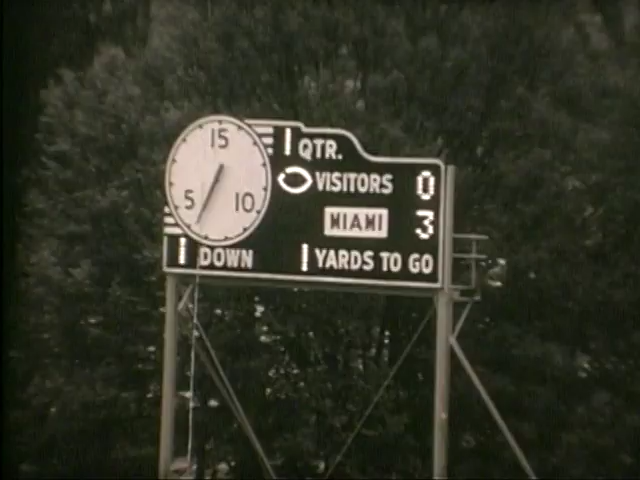 15
5 10
1 QTR.
VISITORS 0
MIAMI 3
1 DOWN 1 YARDS TO GO